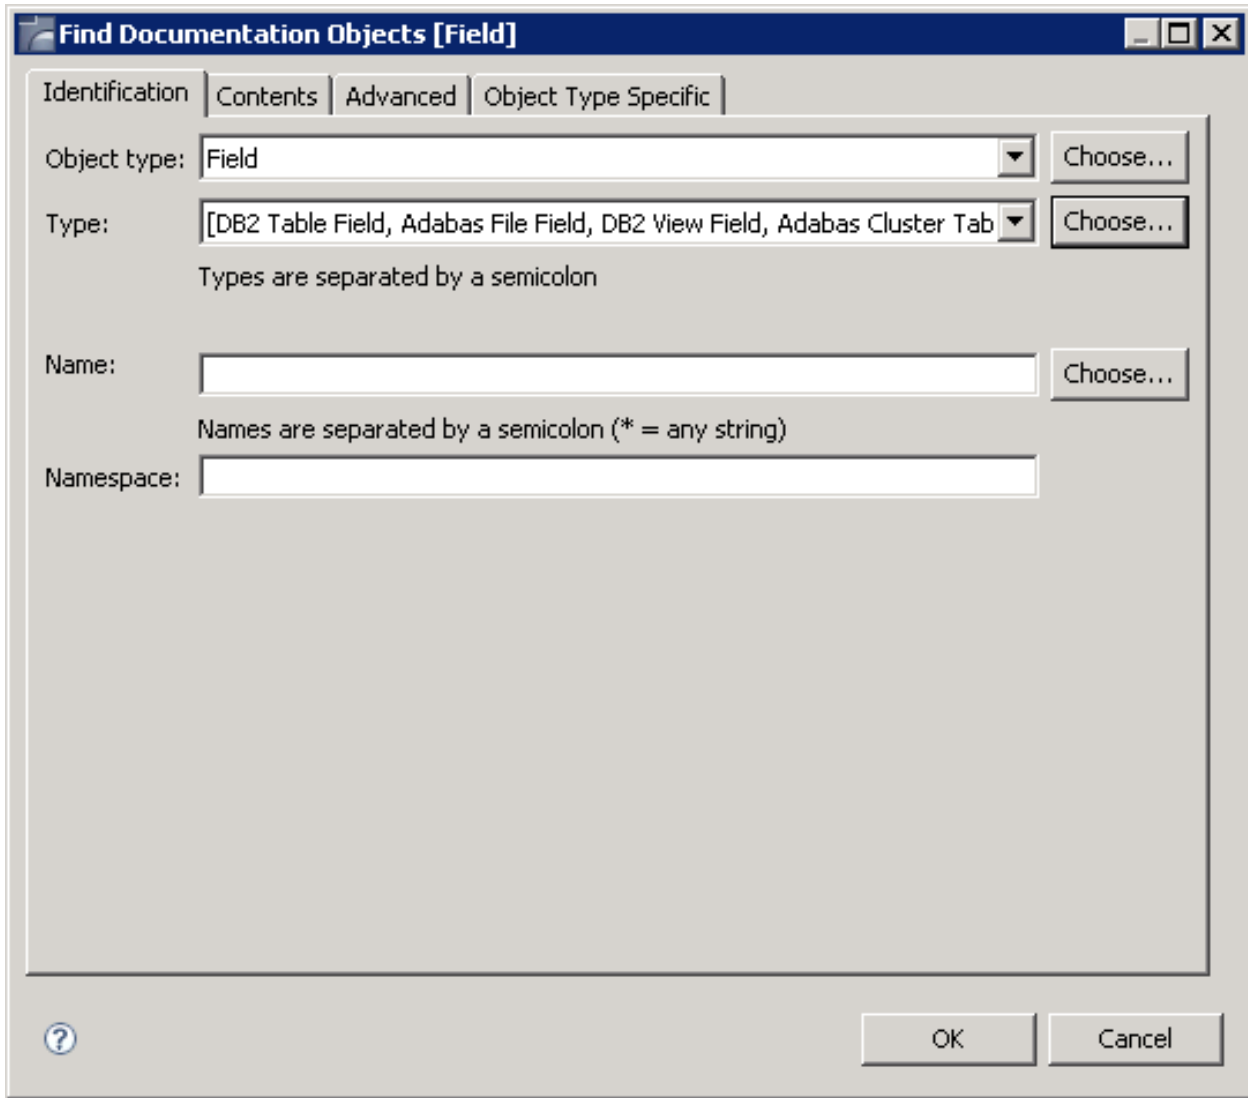 Find Documentation Objects [Field]
Identification Contents Advanced Object Type Specific
Object type: Field Choose...
Type: [DB2 Table Field, Adabas File Field, DB2 View Field, Adabas Cluster Tab Choose...
Types are separated by a semicolon
Name: Choose...
Names are separated by a semicolon (* = any string)
Namespace:
? OK Cancel